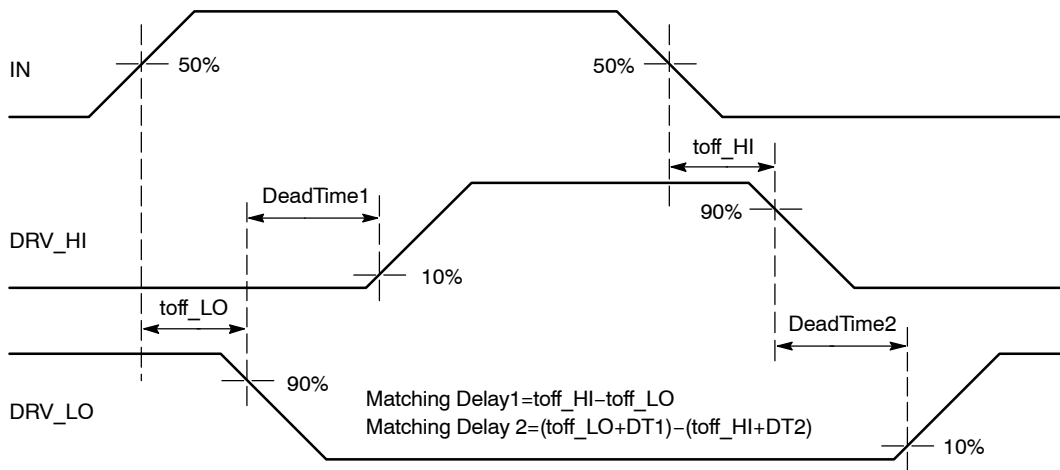 IN
50%
50%
toff_HI
DeadTime1
90%
DRV_HI
10%
toff_LO
DeadTime2
90%
DRV_LO
Matching Delay1=toff_HI−toff_LO
Matching Delay 2=(toff_LO+DT1)−(toff_HI+DT2)
10%